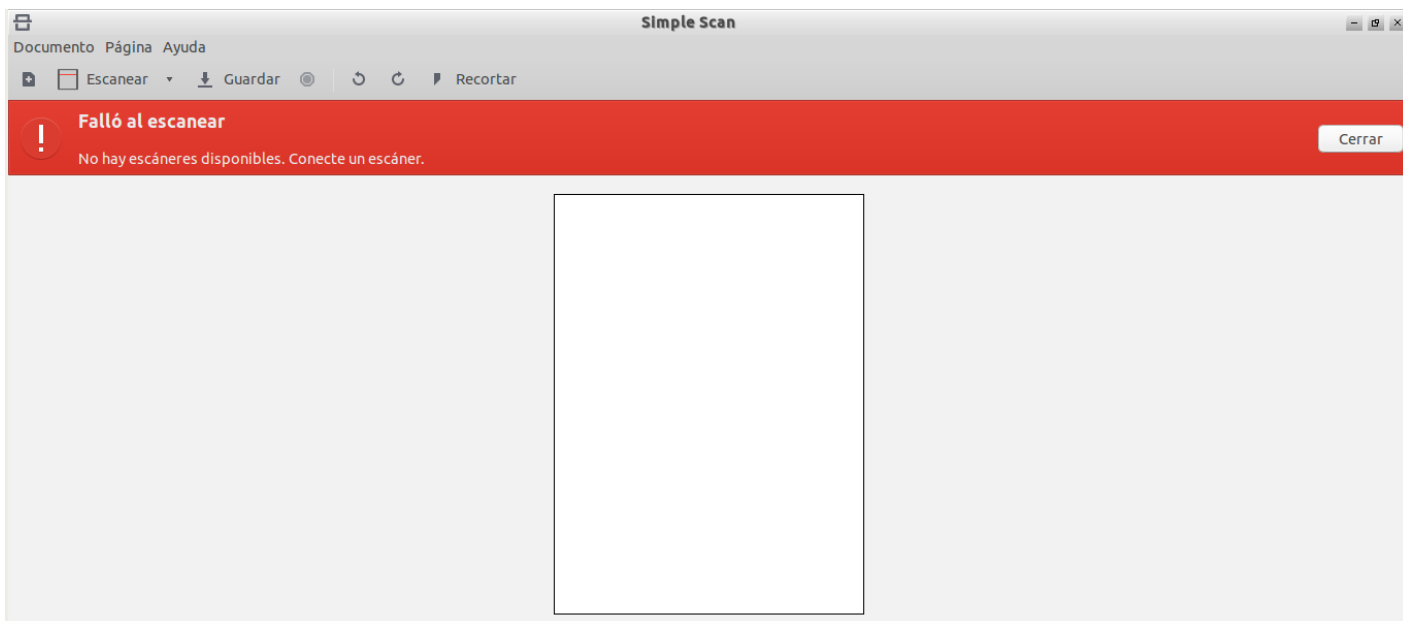 Simple Scan
Documento Página Ayuda
Escanear Guardar Recortar
Falló al escanear
Cerrar
No hay escáneres disponibles. Conecte un escáner.